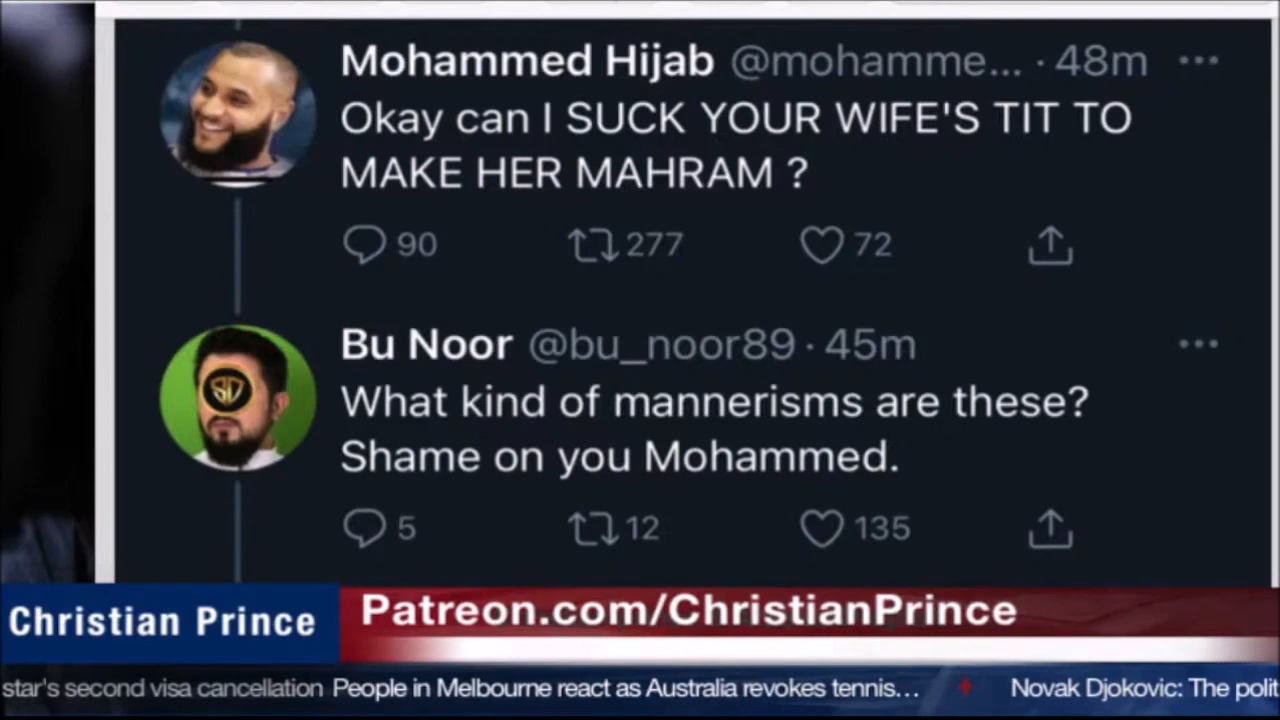 Mohammed Hijab @mohamme... · 48m ...
Okay can I SUCK YOUR WIFE'S TIT TO
MAKE HER MAHRAM ?
90 277 72
Bu Noor @bu_noor89 · 45m ...
SD
What kind of mannerisms are these?
Shame on you Mohammed.
5 12 135
Christian Prince
Patreon.com/ChristianPrince
star's second visa cancellation People in Melbourne react as Australia revokes tennis... Novak Djokovic: The polit